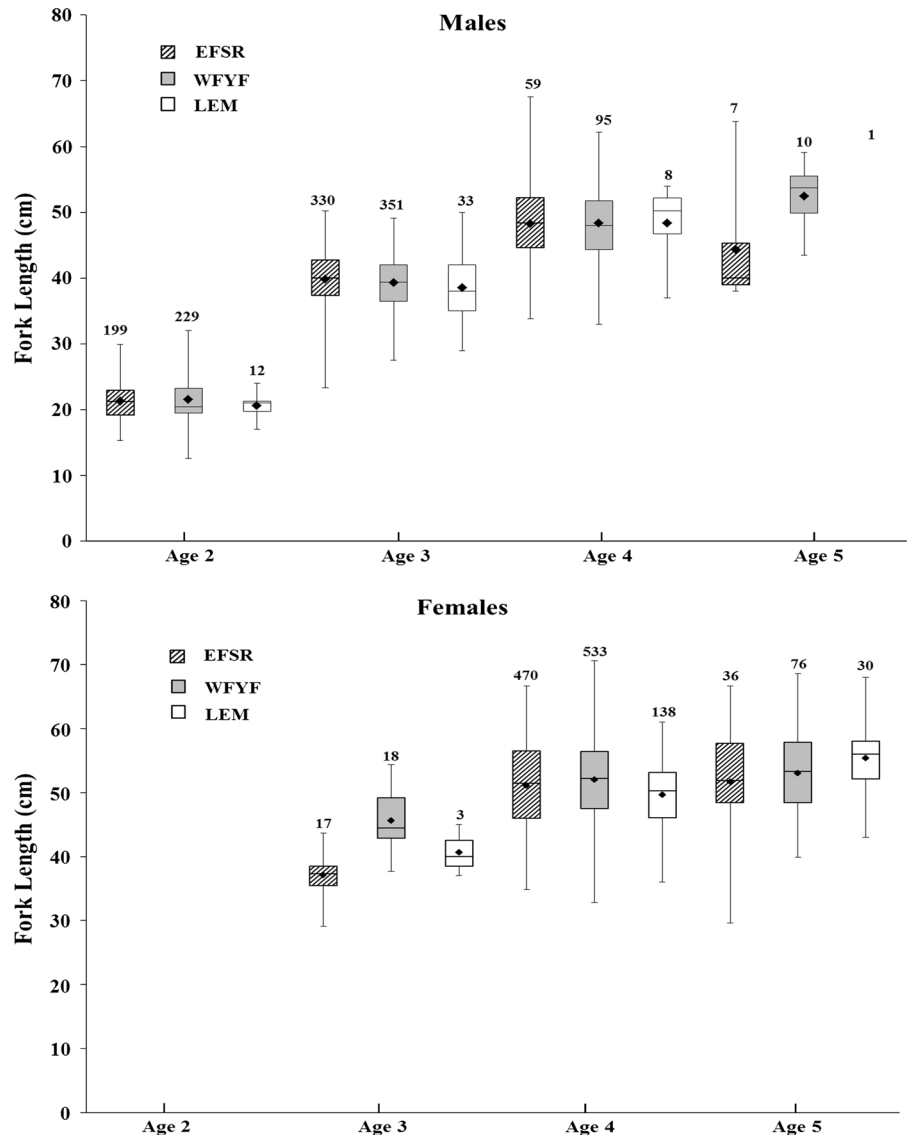 Males
80
70
60
50
40
30
20
10
0
Fork Length (cm)
EFSR
WFYF
LEM
199
229
12
330
351
33
59
95
8
7
10
1
Age 2
Age 3
Age 4
Age 5
Females
80
70
60
50
40
30
20
10
0
Fork Length (cm)
EFSR
WFYF
LEM
17
18
3
470
533
138
36
76
30
Age 2
Age 3
Age 4
Age 5